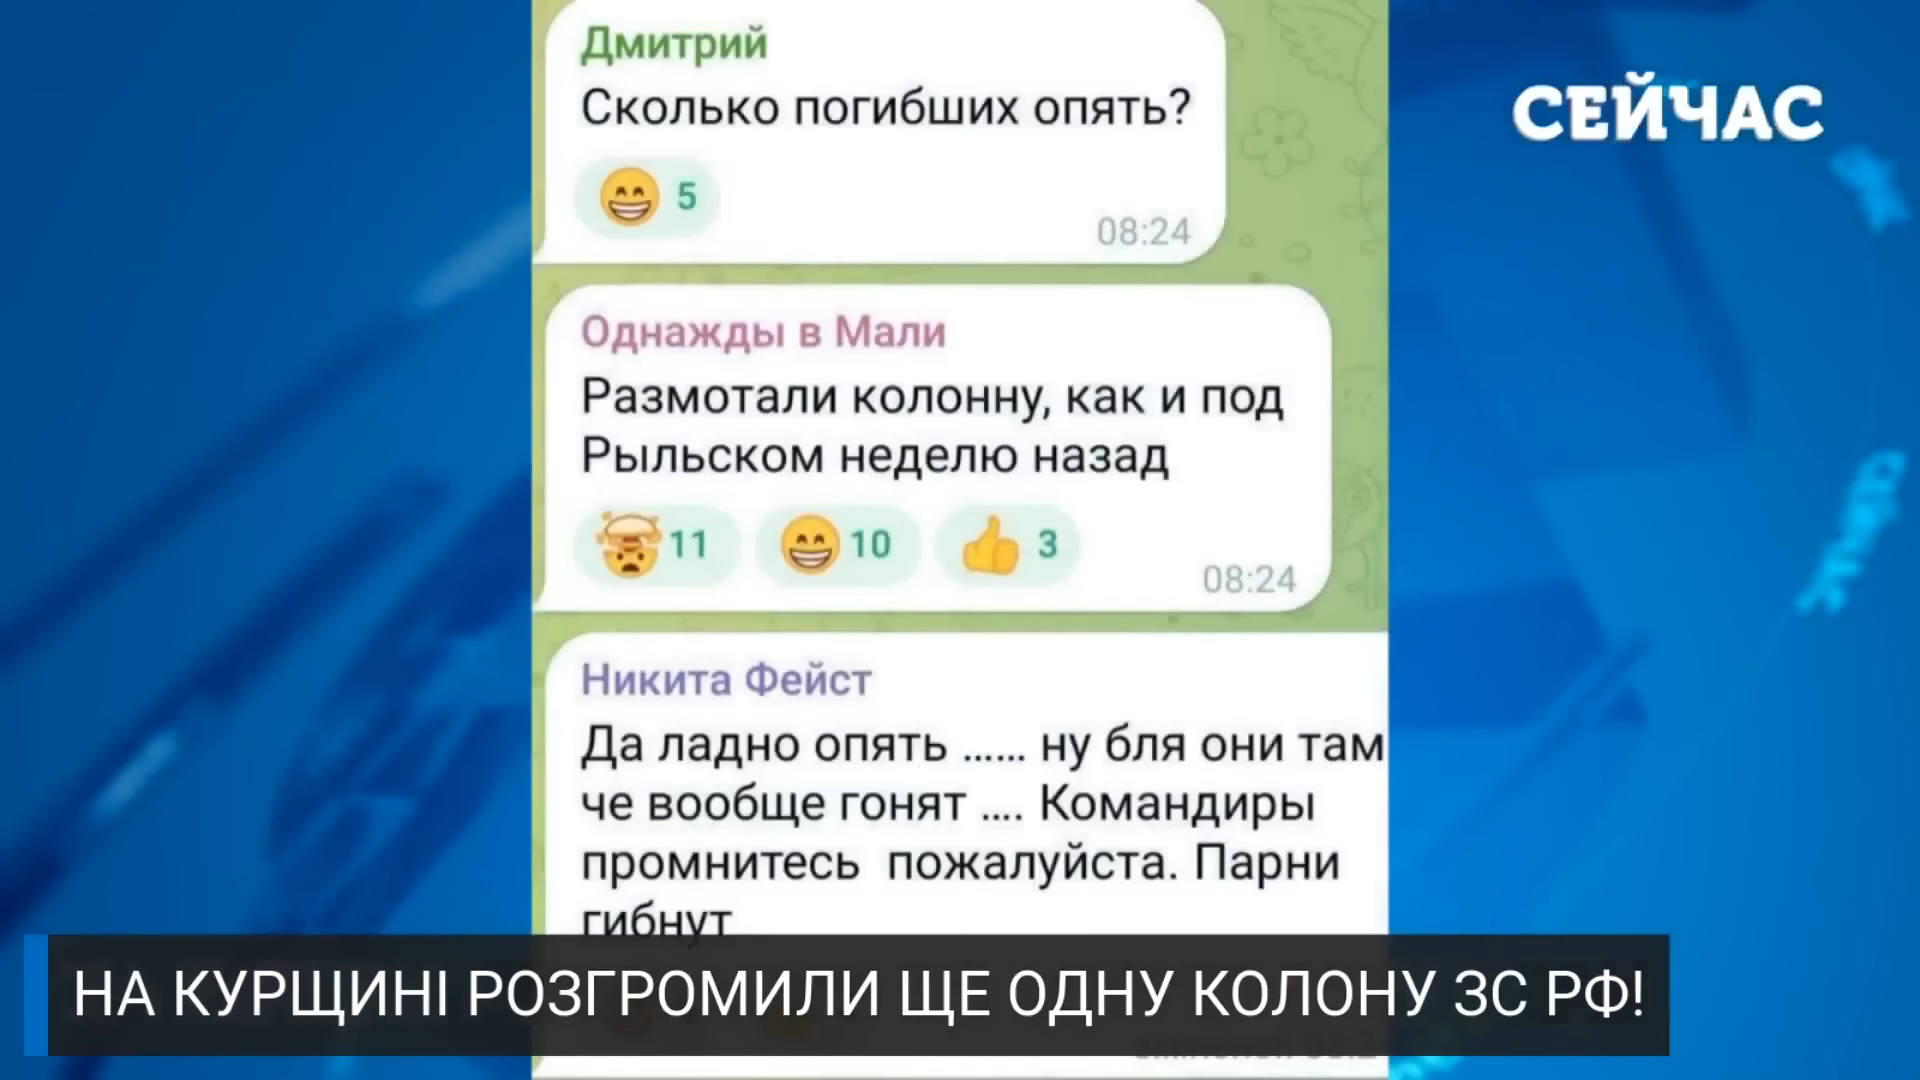 Дмитрий
Сколько погибших опять?
5
08:24
СЕЙЧАС
Однажды в Мали
Размотали колонну, как и под
Рыльском неделю назад
11 10 3
08:24
Никита Фейст
Да ладно опять ...... ну бля они там
че вообще гонят .... Командиры
промнитесь пожалуйста. Парни
гибнут
НА КУРЩИНІ РОЗГРОМИЛИ ЩЕ ОДНУ КОЛОНУ ЗС РФ!